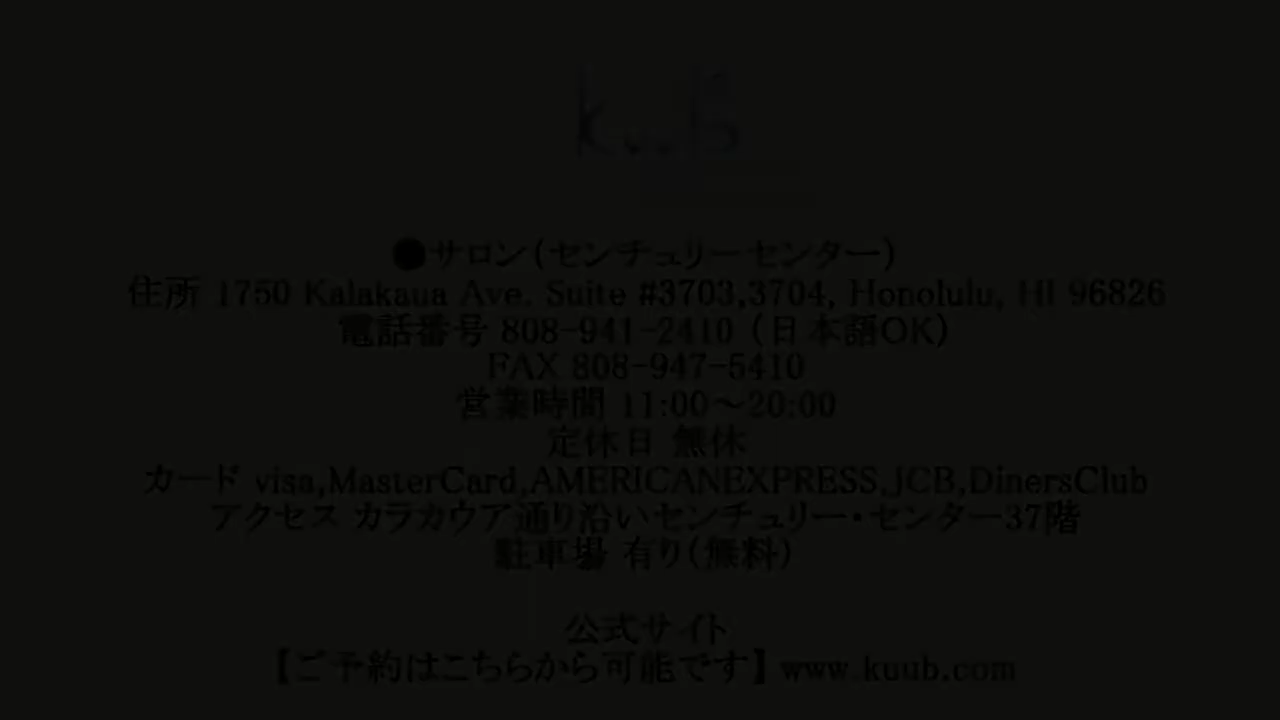 kuub
●サロン(センチュリーセンター)
住所 1750 Kalakaua Ave. Suite #3703,3704, Honolulu, HI 96826
電話番号 808-941-2410 (日本語OK)
FAX 808-947-5410
営業時間 11:00～20:00
定休日 無休
カード visa,MasterCard,AMERICANEXPRESS,JCB,DinersClub
アクセス カラカウア通り沿いセンチュリー・センター37階
駐車場 有り(無料)
公式サイト
【ご予約はこちらから可能です】www.kuub.com